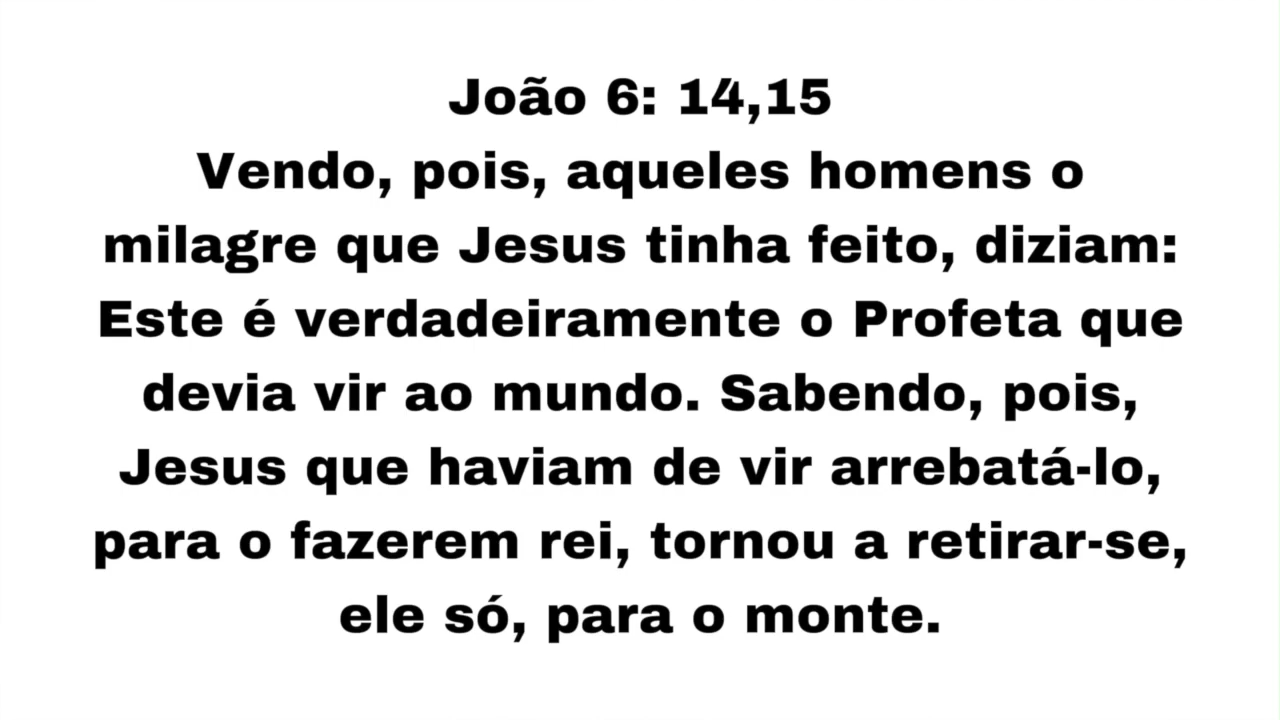 João 6: 14,15
Vendo, pois, aqueles homens o
milagre que Jesus tinha feito, diziam:
Este é verdadeiramente o Profeta que
devia vir ao mundo. Sabendo, pois,
Jesus que haviam de vir arrebatá-lo,
para o fazerem rei, tornou a retirar-se,
ele só, para o monte.